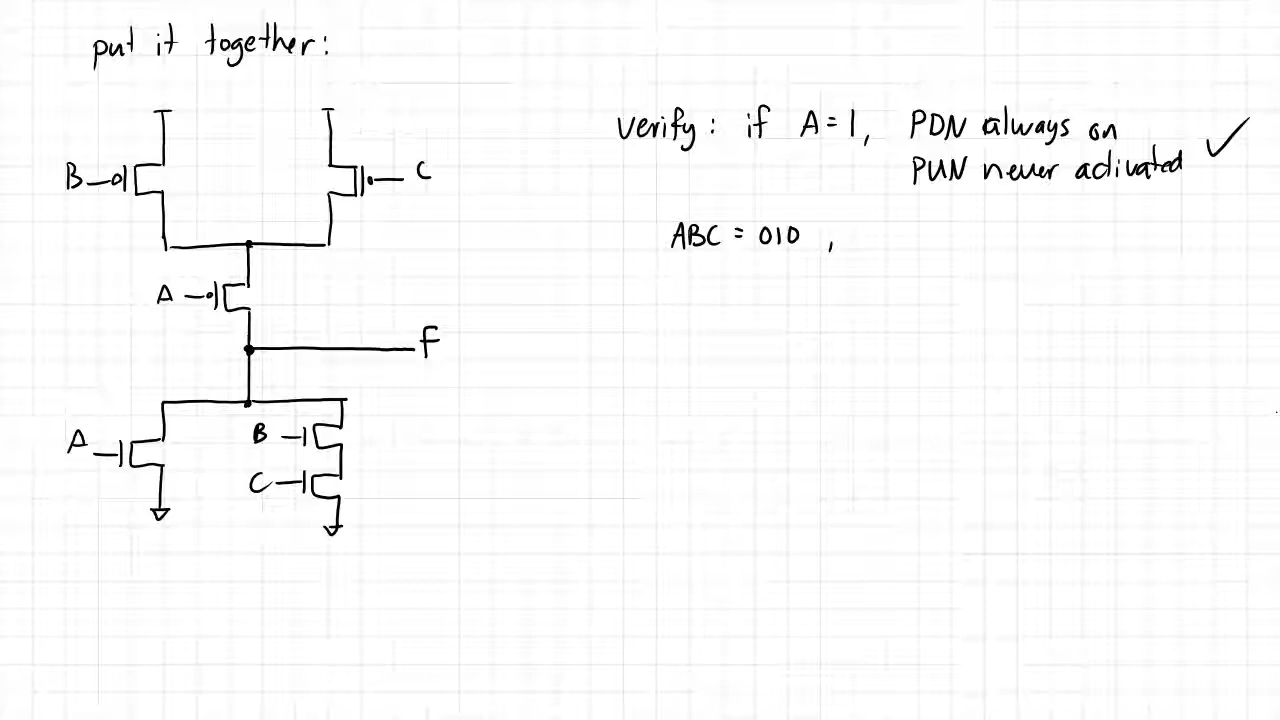 put it together:
verify: if A=1, PDN always on
PUN never activated ✓
B
C
ABC = 010 ,
A
F
A
B
C